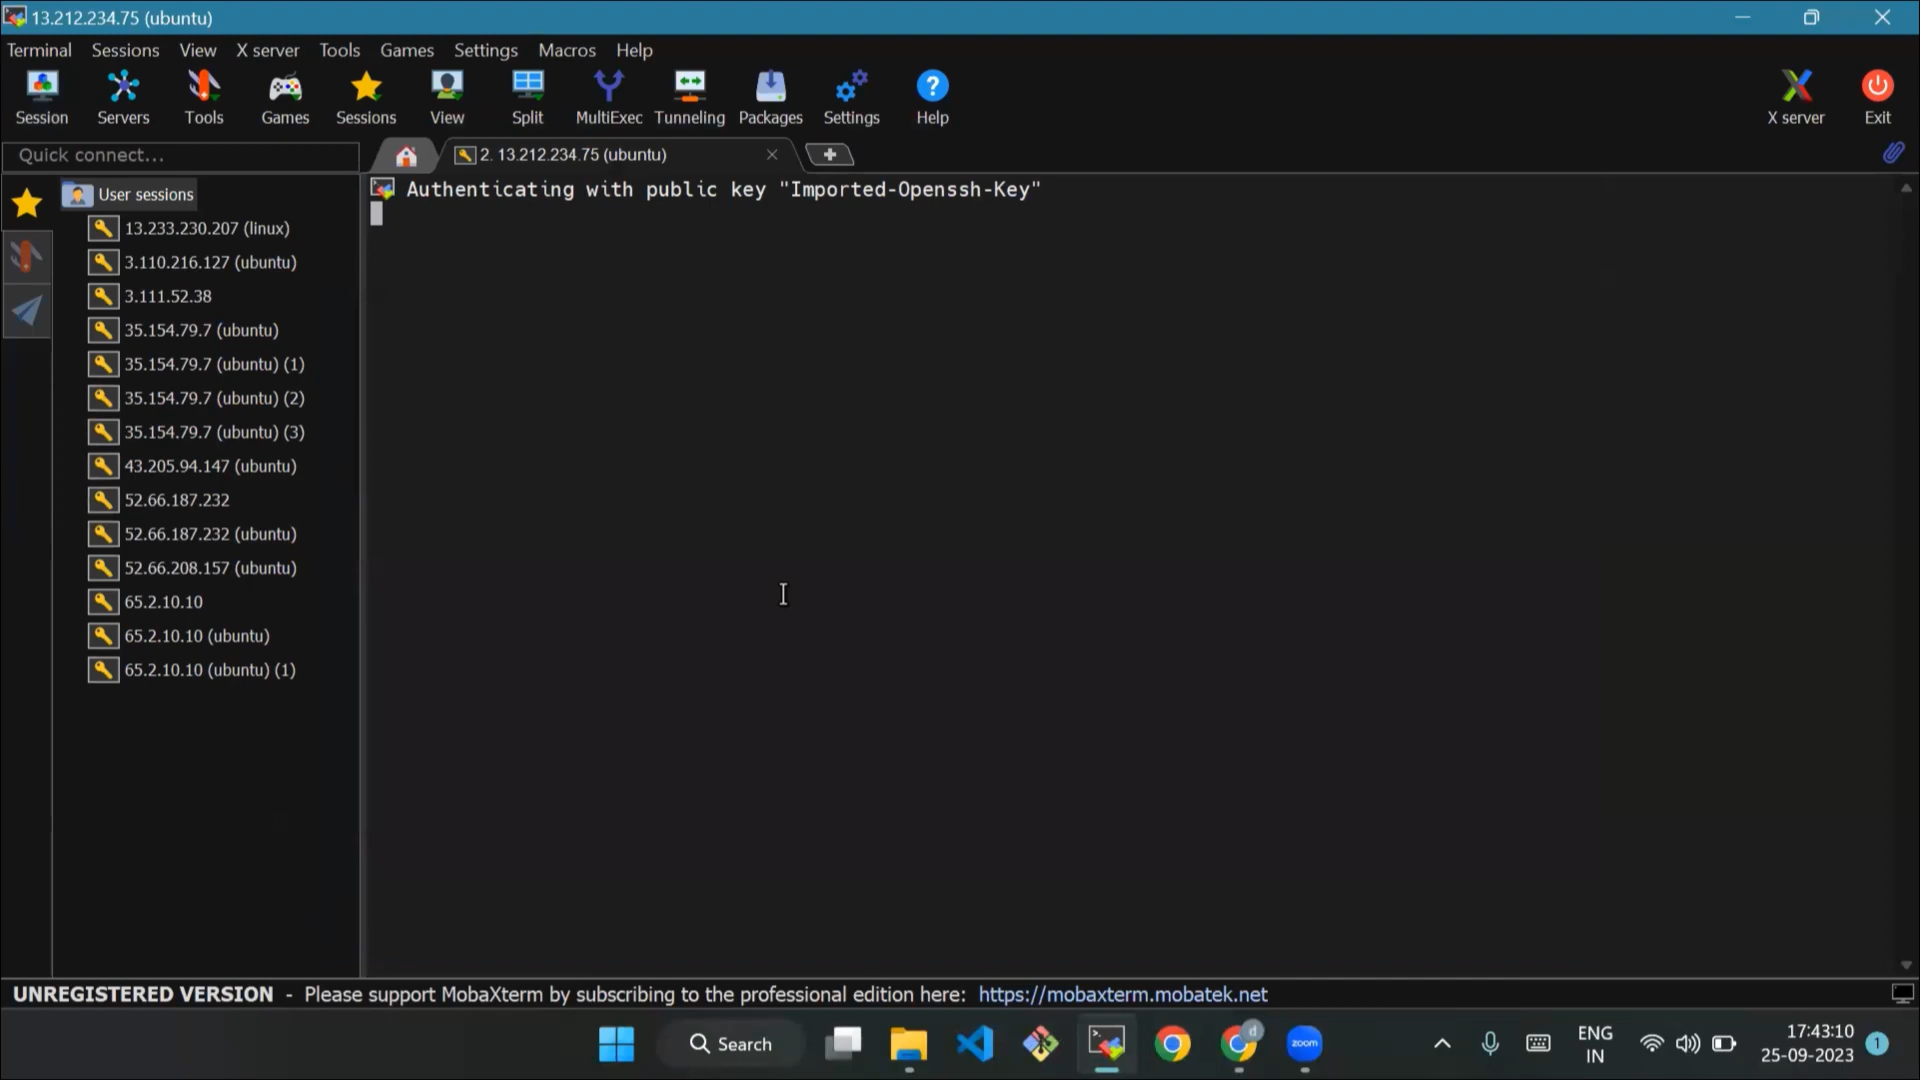 13.212.234.75 (ubuntu)
Terminal Sessions View X server Tools Games Settings Macros Help
Session Servers Tools Games Sessions View Split MultiExec Tunneling Packages Settings Help X server Exit
Quick connect...
2. 13.212.234.75 (ubuntu)
User sessions
Authenticating with public key "Imported-Openssh-Key"
13.233.230.207 (linux)
3.110.216.127 (ubuntu)
3.111.52.38
35.154.79.7 (ubuntu)
35.154.79.7 (ubuntu) (1)
35.154.79.7 (ubuntu) (2)
35.154.79.7 (ubuntu) (3)
43.205.94.147 (ubuntu)
52.66.187.232
52.66.187.232 (ubuntu)
52.66.208.157 (ubuntu)
65.2.10.10
65.2.10.10 (ubuntu)
65.2.10.10 (ubuntu) (1)
UNREGISTERED VERSION - Please support MobaXterm by subscribing to the professional edition here: https://mobaxterm.mobatek.net
Search
d
zoom
ENG
IN
17:43:10
25-09-2023
1